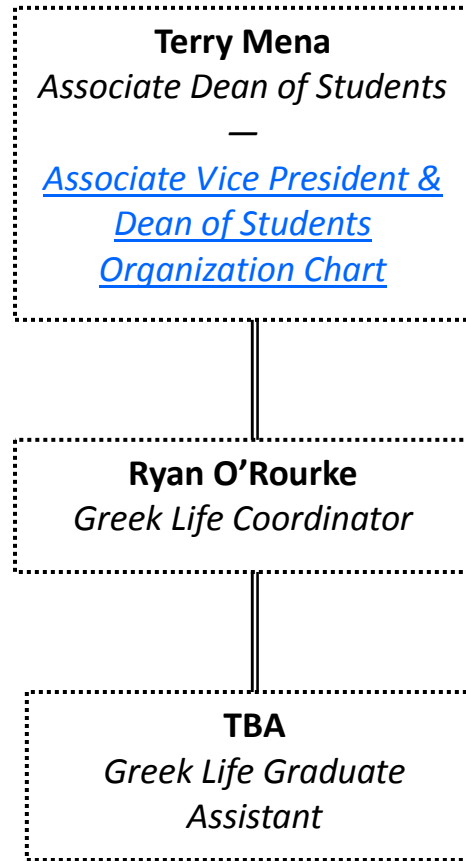 Terry Mena
Associate Dean of Students
—
Associate Vice President &
Dean of Students
Organization Chart
Ryan O’Rourke
Greek Life Coordinator
TBA
Greek Life Graduate
Assistant